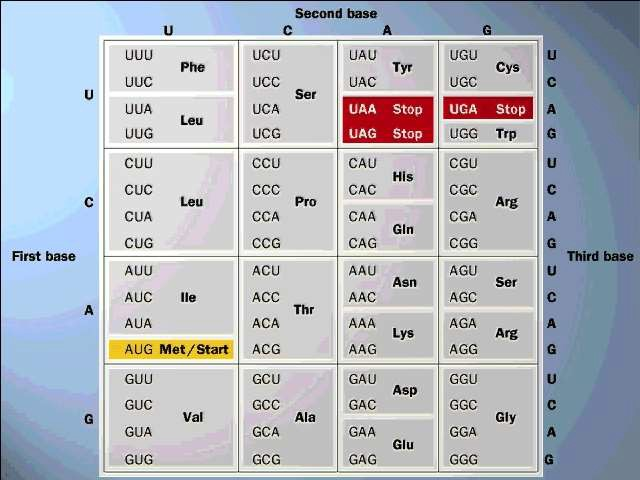 Second base
U C A G
UUU UCU UAU UGU U
Phe Tyr Cys
UUC UCC UAC UGC C
U Ser
UUA UCA UAA Stop UGA Stop A
Leu
UUG UCG UAG Stop UGG Trp G
CUU CCU CAU CGU U
His
CUC CCC CAC CGC C
C Leu Pro Arg
CUA CCA CAA CGA A
Gln
CUG CCG CAG CGG G
First base Third base
AUU ACU AAU AGU U
Asn Ser
AUC Ile ACC AAC AGC C
A Thr
AUA ACA AAA AGA A
Lys Arg
AUG Met/Start ACG AAG AGG G
GUU GCU GAU GGU U
Asp
GUC GCC GAC GGC C
G Val Ala Gly
GUA GCA GAA GGA A
Glu
GUG GCG GAG GGG G